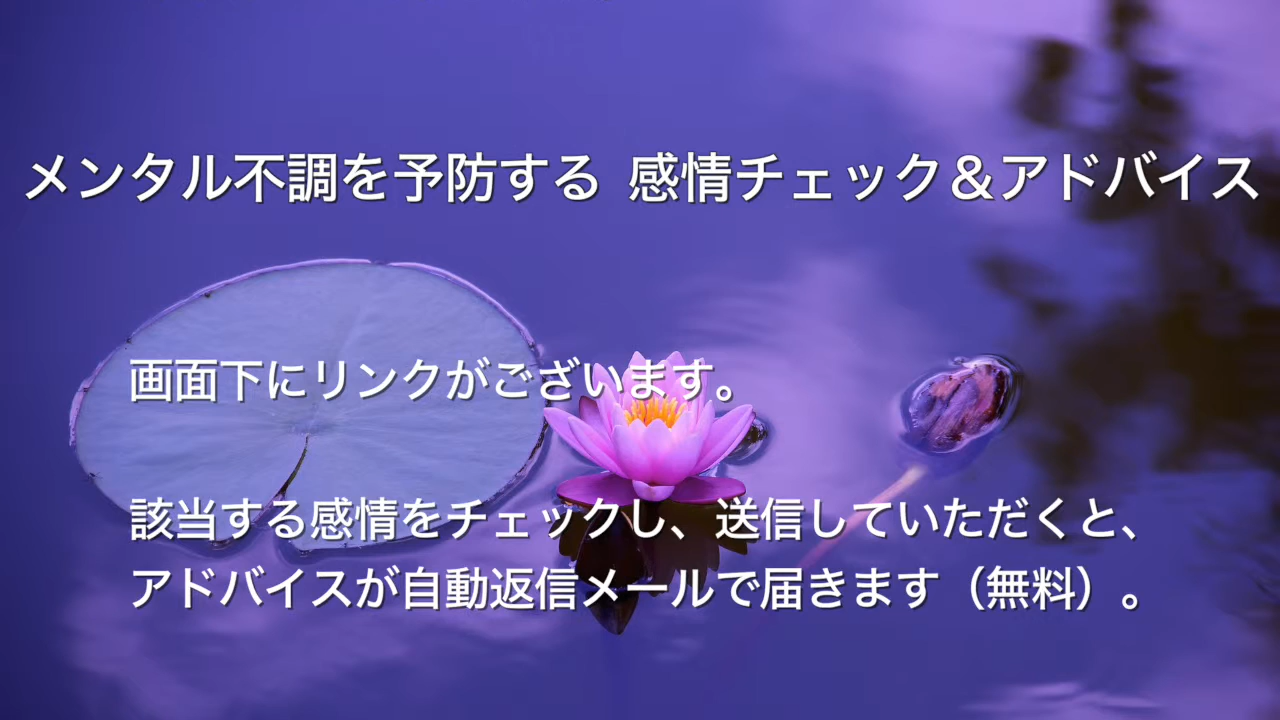 メンタル不調を予防する 感情チェック＆アドバイス
画面下にリンクがございます。
該当する感情をチェックし、送信していただくと、
アドバイスが自動返信メールで届きます（無料）。